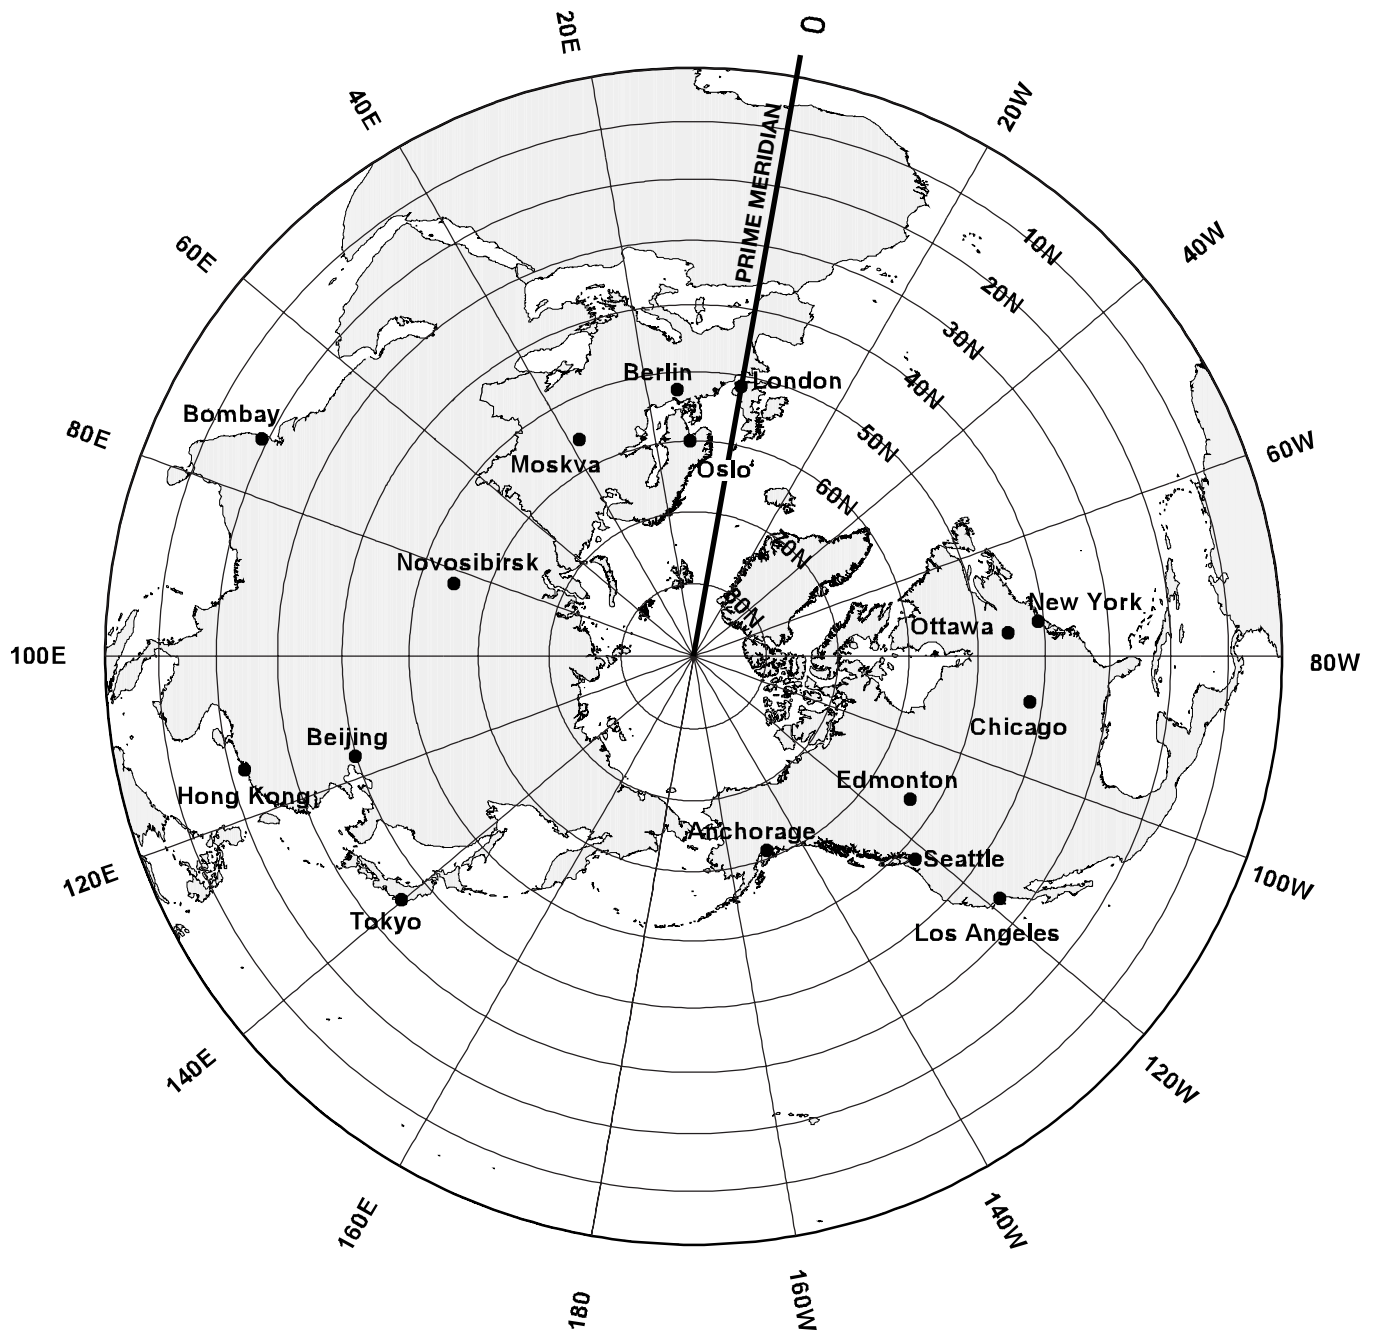 0
20E
20W
40E
PRIME MERIDIAN
40W
10N
60E
20N
30N
Berlin
London
40N
Bombay
80E
50N
60W
Moskva
Oslo
60N
70N
Novosibirsk
80N
New York
Ottawa
100E
80W
Chicago
Beijing
Edmonton
Hong Kong
Anchorage
Seattle
120E
100W
Tokyo
Los Angeles
140E
120W
160E
140W
180
160W